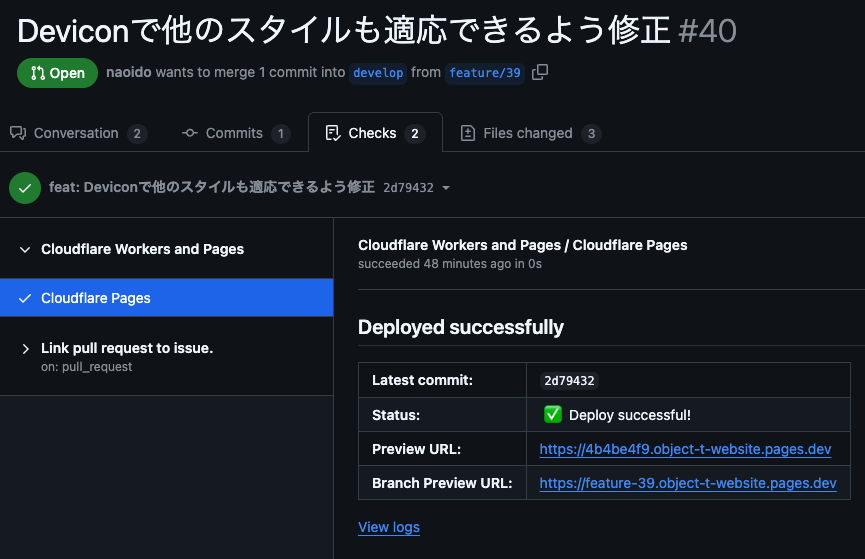 Deviconで他のスタイルも適応できるよう修正 #40
Open naoido wants to merge 1 commit into develop from feature/39
Conversation 2 Commits 1 Checks 2 Files changed 3
feat: Deviconで他のスタイルも適応できるよう修正 2d79432
Cloudflare Workers and Pages
Cloudflare Pages
Link pull request to issue.
on: pull_request
Cloudflare Workers and Pages / Cloudflare Pages
succeeded 48 minutes ago in 0s
Deployed successfully
Latest commit: 2d79432
Status: ✅ Deploy successful!
Preview URL: https://4b4be4f9.object-t-website.pages.dev
Branch Preview URL: https://feature-39.object-t-website.pages.dev
View logs